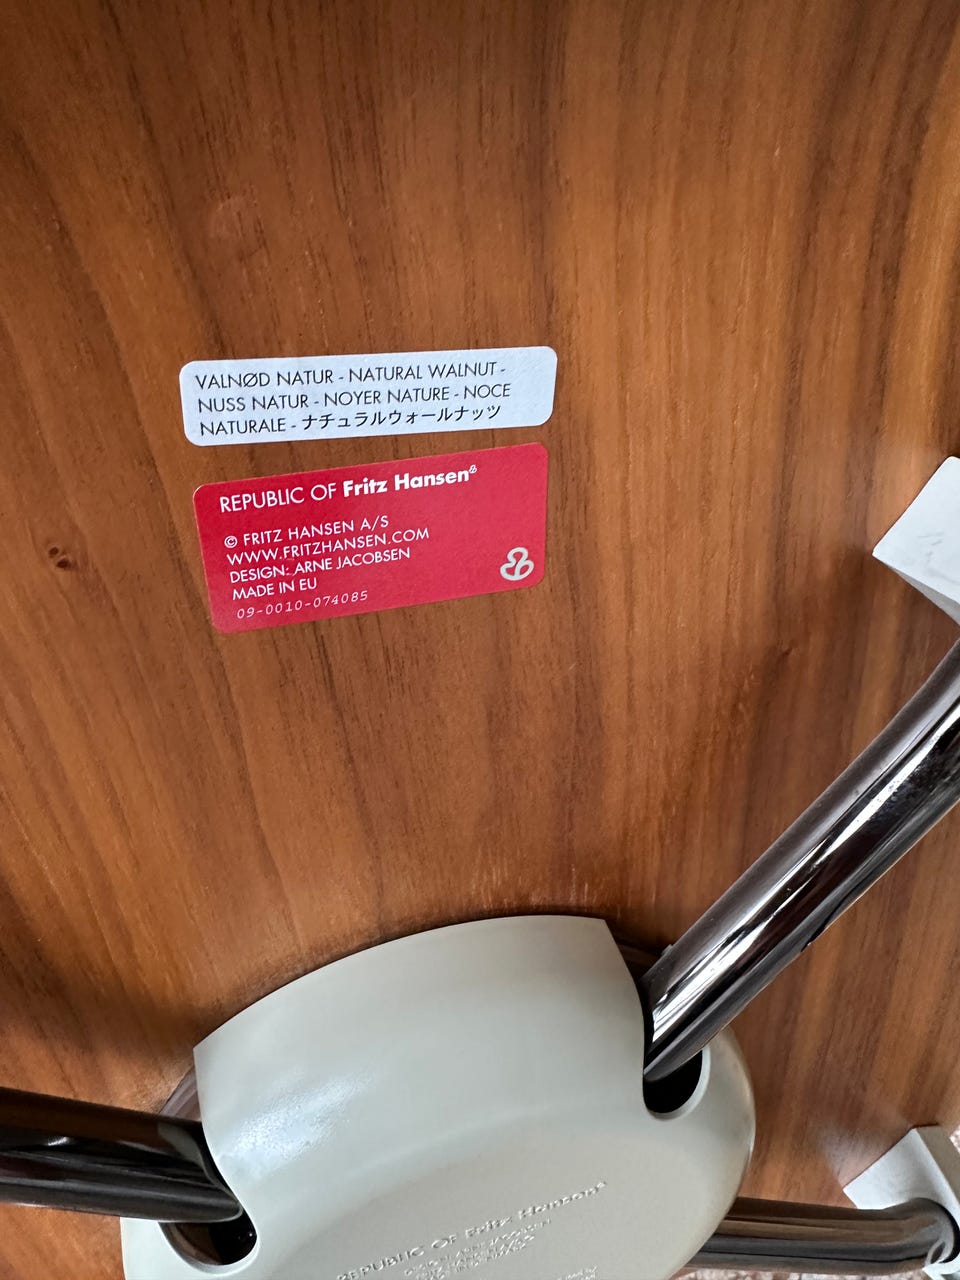 VALNØD NATUR - NATURAL WALNUT -
NUSS NATUR - NOYER NATURE - NOCE
NATURALE - ナチュラルウォールナッツ
REPUBLIC OF Fritz Hansen
© FRITZ HANSEN A/S
WWW.FRITZHANSEN.COM
DESIGN: ARNE JACOBSEN
MADE IN EU
09-0010-074085
REPUBLIC OF Fritz Hansen